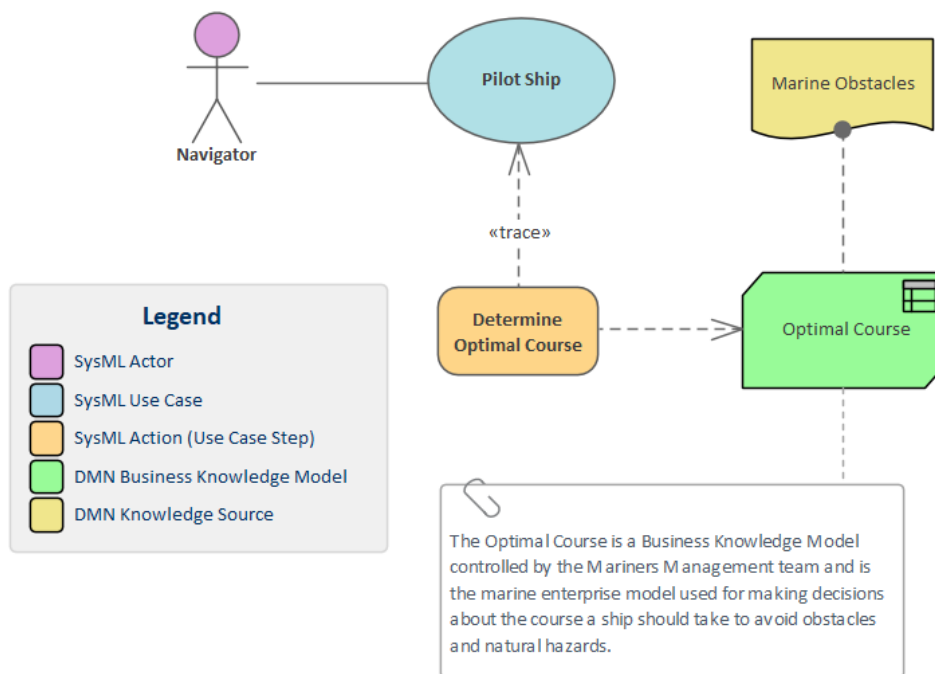 Pilot Ship
Marine Obstacles
Navigator
«trace»
Determine
Optimal Course
Optimal Course
Legend
SysML Actor
SysML Use Case
SysML Action (Use Case Step)
DMN Business Knowledge Model
DMN Knowledge Source
The Optimal Course is a Business Knowledge Model
controlled by the Mariners Management team and is
the marine enterprise model used for making decisions
about the course a ship should take to avoid obstacles
and natural hazards.